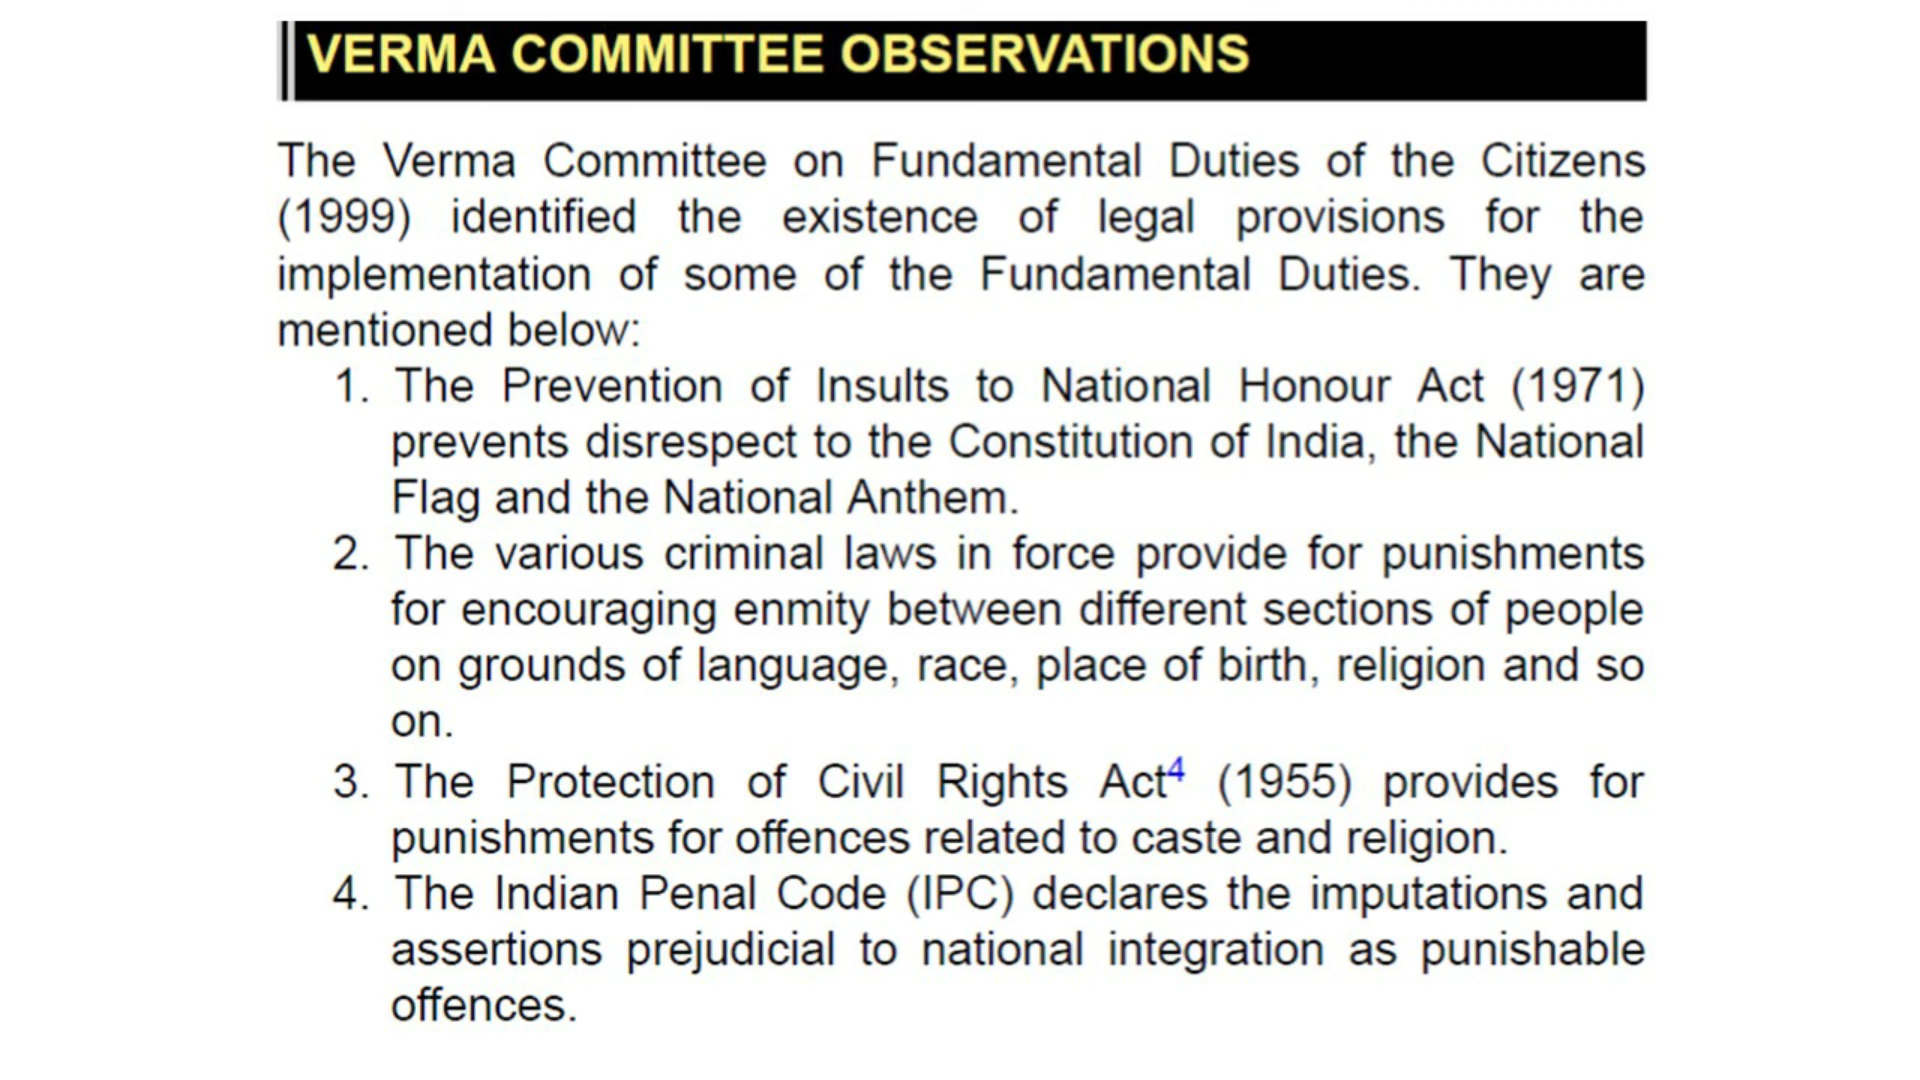 VERMA COMMITTEE OBSERVATIONS
The Verma Committee on Fundamental Duties of the Citizens
(1999) identified the existence of legal provisions for the
implementation of some of the Fundamental Duties. They are
mentioned below:
1. The Prevention of Insults to National Honour Act (1971)
prevents disrespect to the Constitution of India, the National
Flag and the National Anthem.
2. The various criminal laws in force provide for punishments
for encouraging enmity between different sections of people
on grounds of language, race, place of birth, religion and so
on.
3. The Protection of Civil Rights Act4 (1955) provides for
punishments for offences related to caste and religion.
4. The Indian Penal Code (IPC) declares the imputations and
assertions prejudicial to national integration as punishable
offences.